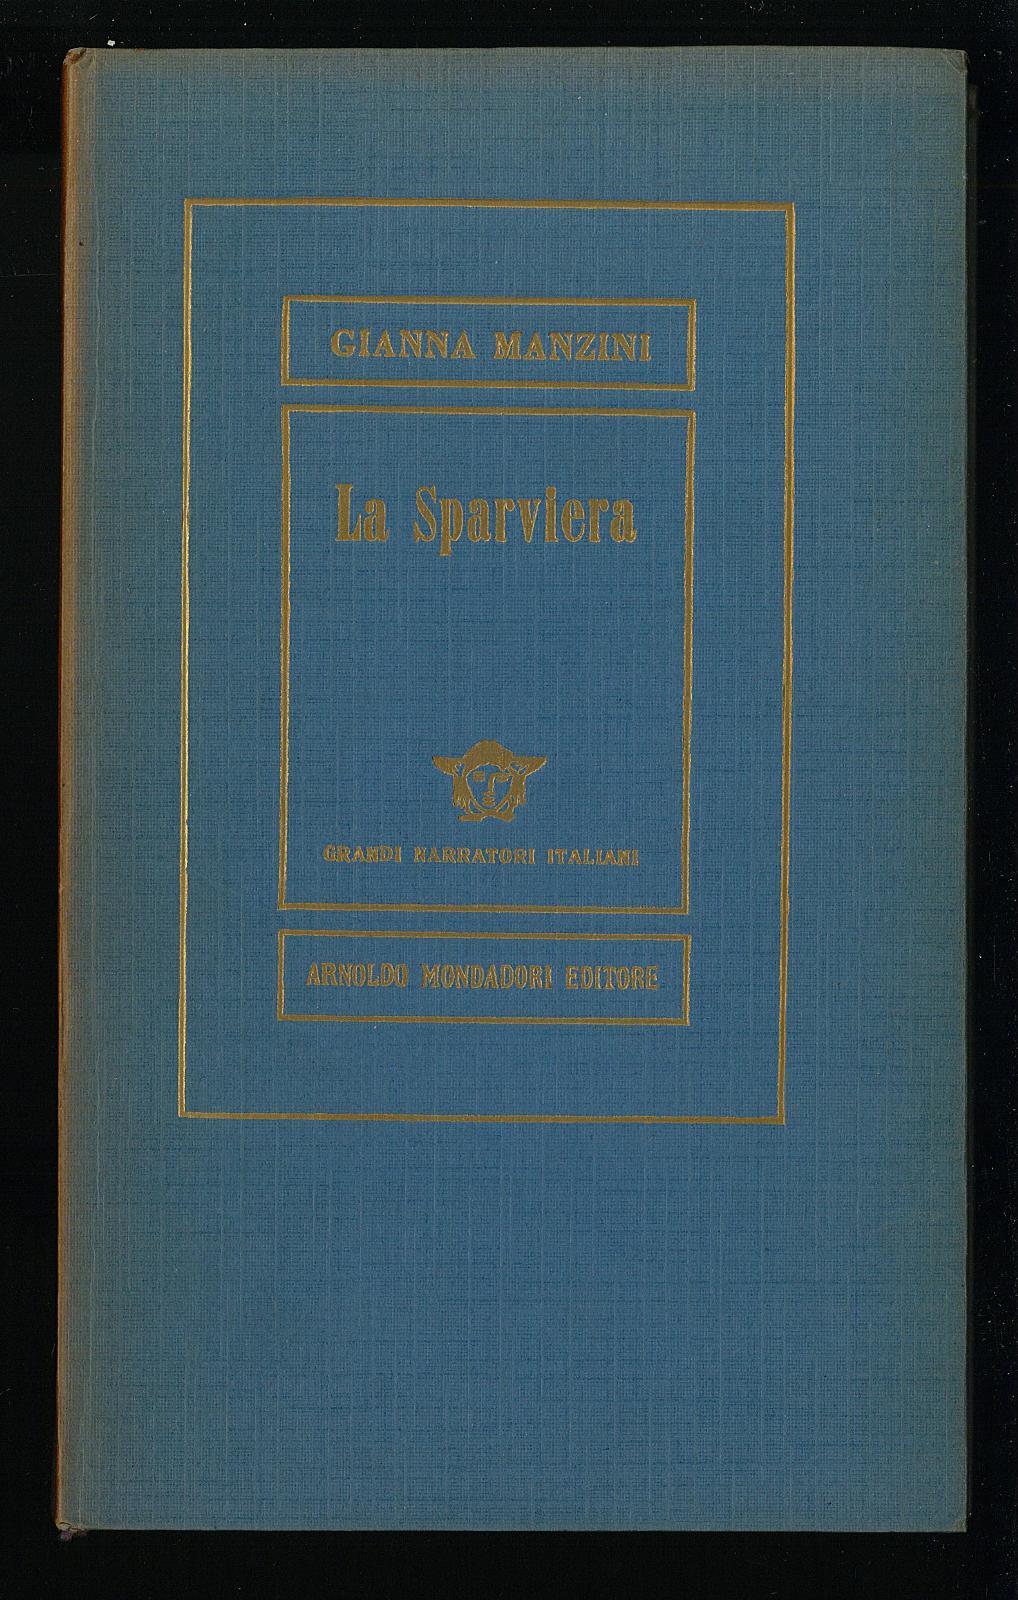 GIANNA MANZINI
La Sparviera
GRANDI NARRATORI ITALIANI
ARNOLDO MONDADORI EDITORE